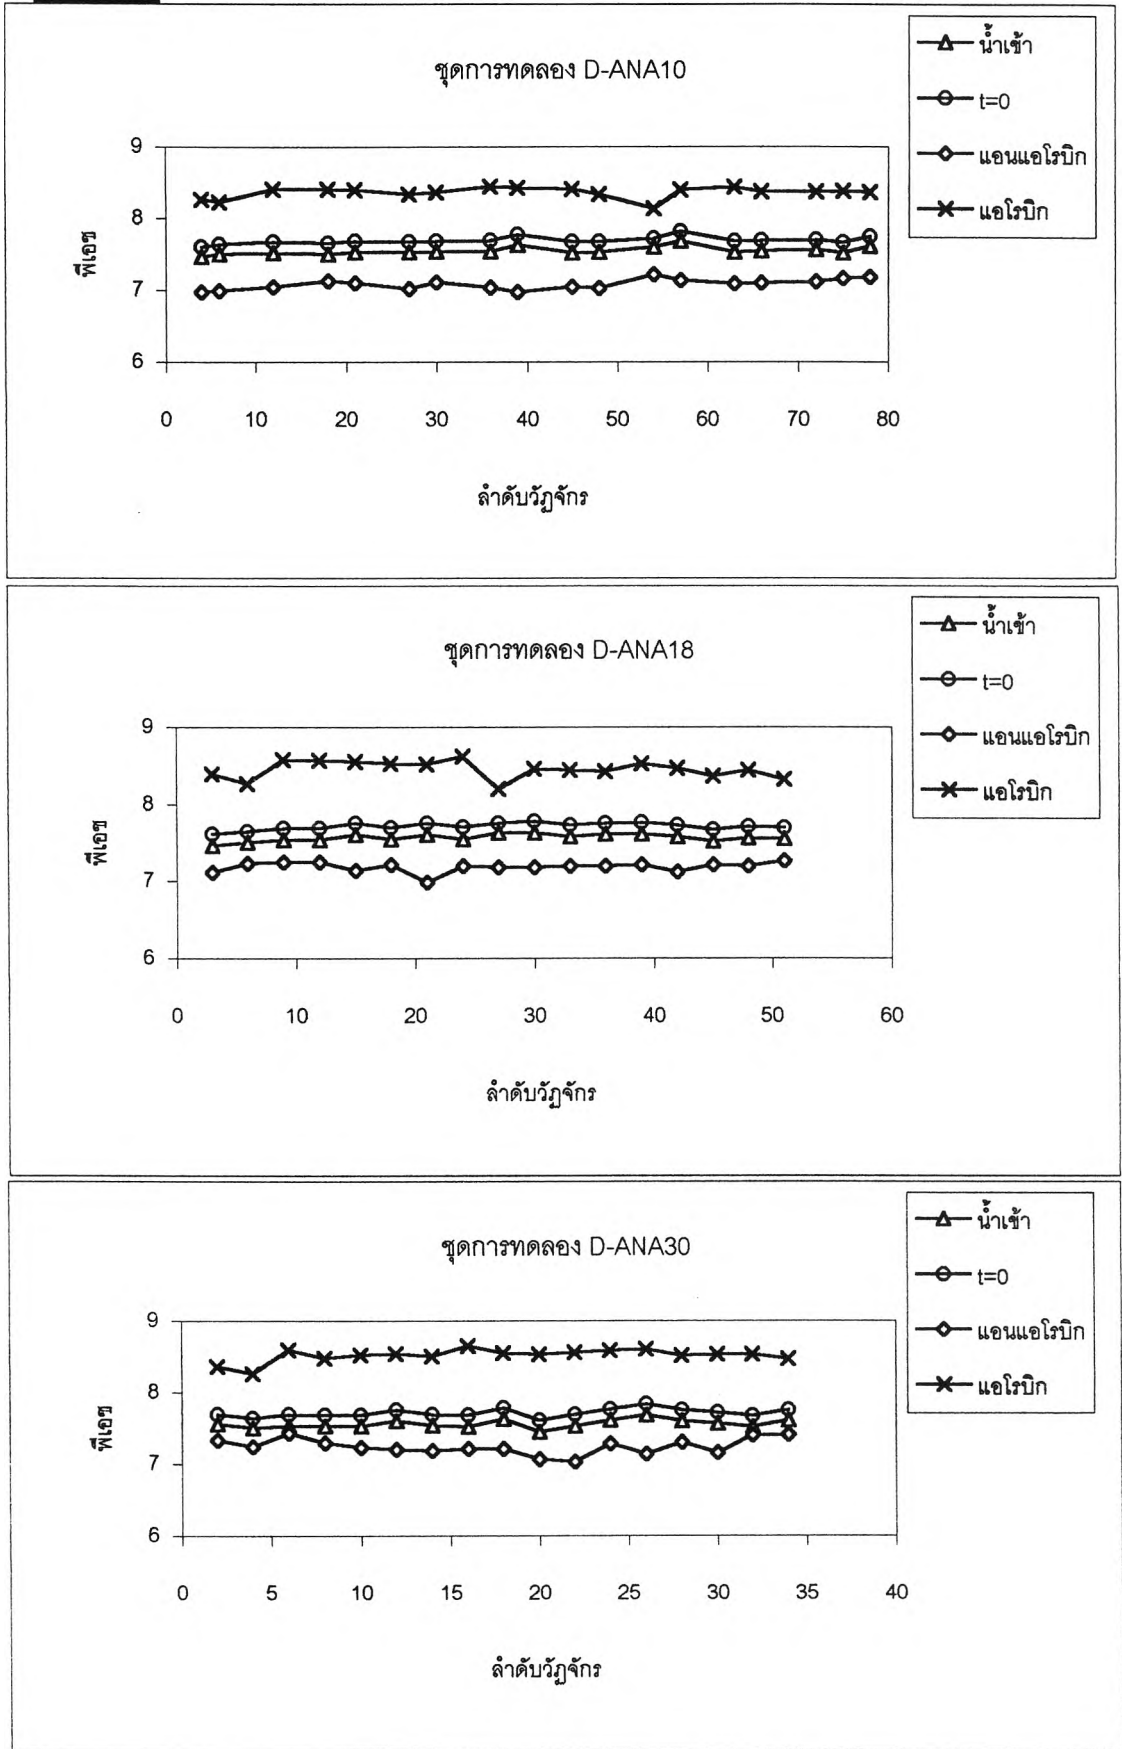 ชุดการทดลอง D-ANA10
น้ำเข้า
t=0
แอนแอโรบิก
แอโรบิก
พีเอช
9
8
7
6
0 10 20 30 40 50 60 70 80
ลำดับวัฏจักร
ชุดการทดลอง D-ANA18
น้ำเข้า
t=0
แอนแอโรบิก
แอโรบิก
พีเอช
9
8
7
6
0 10 20 30 40 50 60
ลำดับวัฏจักร
ชุดการทดลอง D-ANA30
น้ำเข้า
t=0
แอนแอโรบิก
แอโรบิก
พีเอช
9
8
7
6
0 5 10 15 20 25 30 35 40
ลำดับวัฏจักร